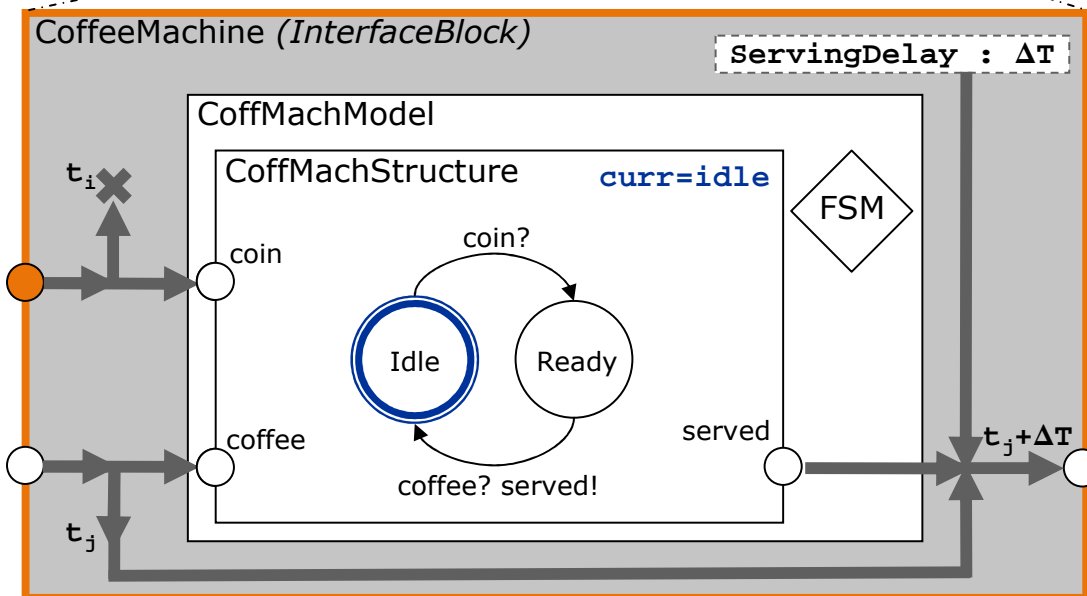 CoffeeMachine (InterfaceBlock)
ServingDelay : ΔT
CoffMachModel
CoffMachStructure
curr=idle
FSM
tᵢ
coin
coin?
Idle
Ready
coffee
served
tⱼ+ΔT
coffee? served!
tⱼ